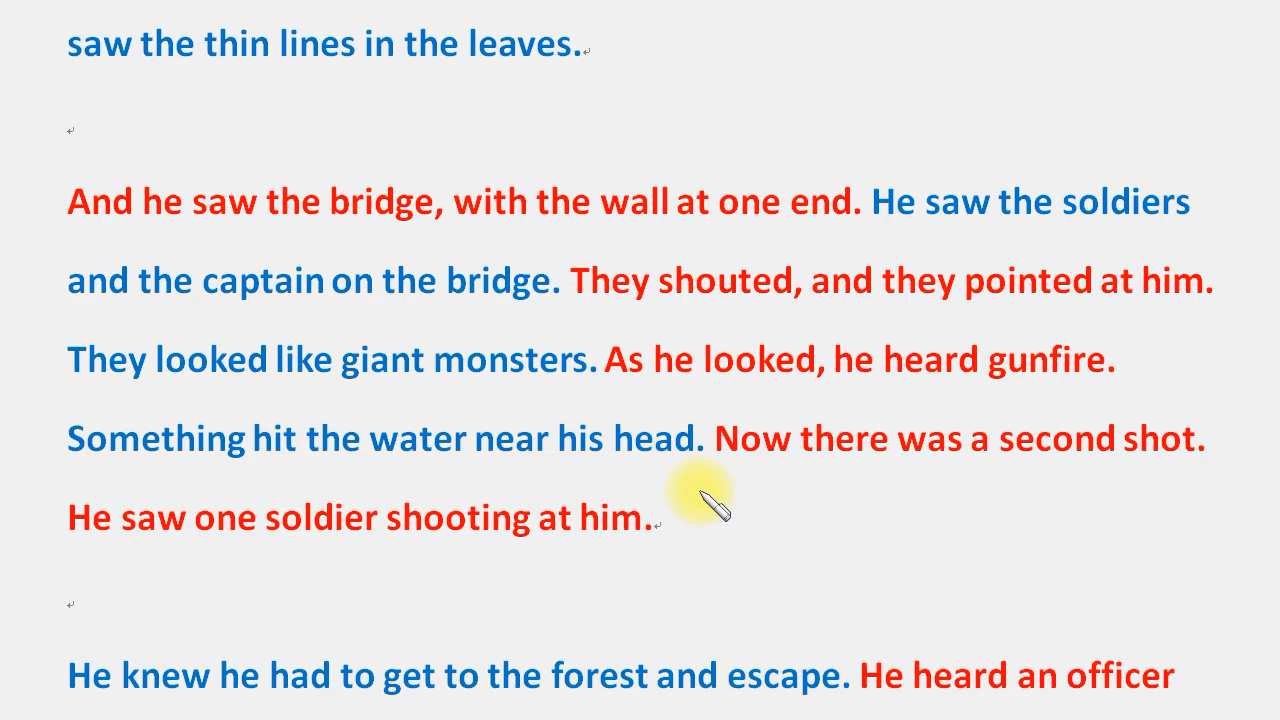 saw the thin lines in the leaves.
And he saw the bridge, with the wall at one end. He saw the soldiers
and the captain on the bridge. They shouted, and they pointed at him.
They looked like giant monsters. As he looked, he heard gunfire.
Something hit the water near his head. Now there was a second shot.
He saw one soldier shooting at him.
He knew he had to get to the forest and escape. He heard an officer